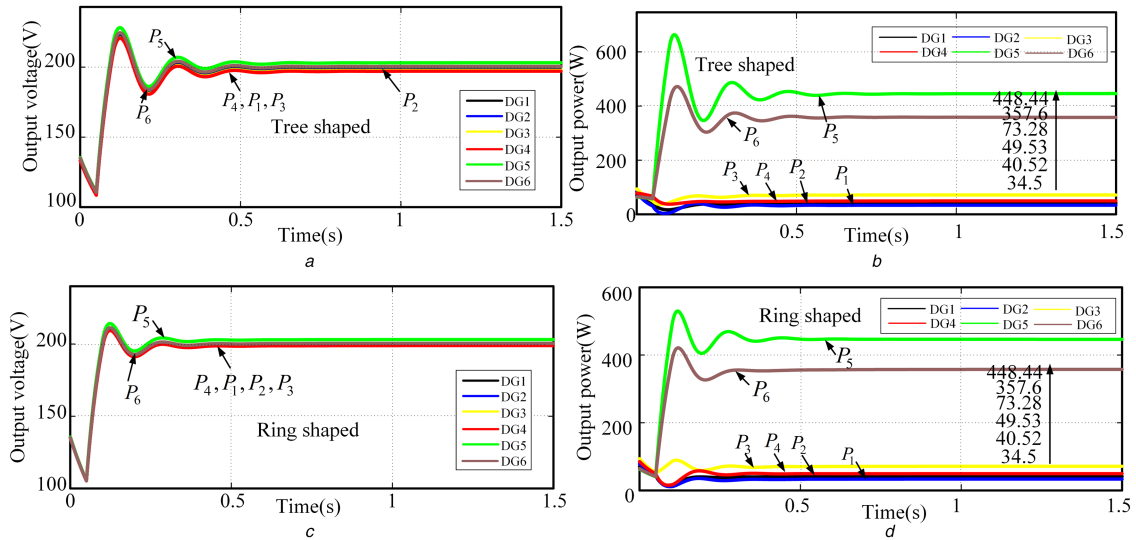 Output voltage(V)
200
150
100
0
0.5
1
1.5
Time(s)
P5
P6
P4, P1, P3
P2
Tree shaped
DG1
DG2
DG3
DG4
DG5
DG6
a
Output power(W)
600
400
200
0
0.5
1
1.5
Time(s)
Tree shaped
DG1 DG2 DG3
DG4 DG5 DG6
P6
P5
P3 P4 P2 P1
448.44
357.6
73.28
49.53
40.52
34.5
b
Output voltage(V)
200
150
100
0
0.5
1
1.5
Time(s)
P5
P6
P4, P1, P2, P3
Ring shaped
DG1
DG2
DG3
DG4
DG5
DG6
c
Output power(W)
600
400
200
0
0
0.5
1
1.5
Time(s)
Ring shaped
DG1 DG2 DG3
DG4 DG5 DG6
P5
P6
P3 P4 P2 P1
448.44
357.6
73.28
49.53
40.52
34.5
d